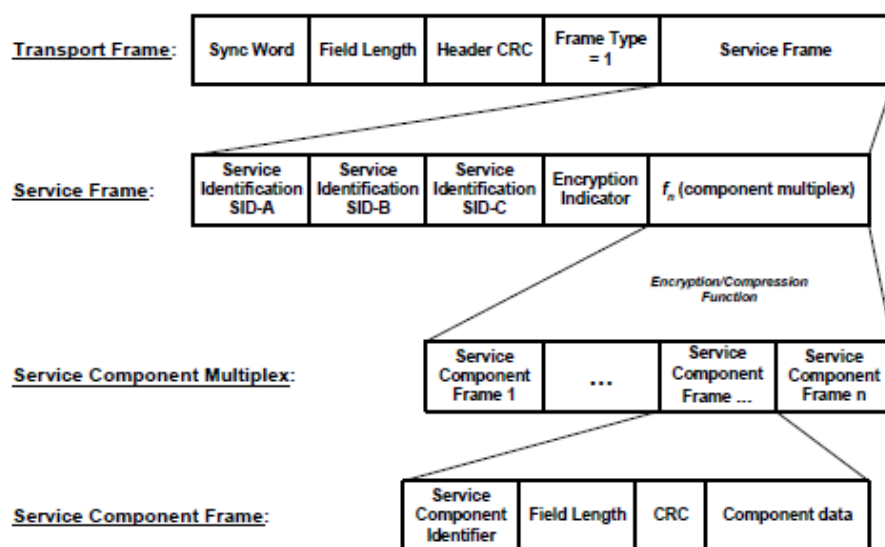 Transport Frame:
Sync Word
Field Length
Header CRC
Frame Type
= 1
Service Frame
Service Frame:
Service
Identification
SID-A
Service
Identification
SID-B
Service
Identification
SID-C
Encryption
Indicator
fn (component multiplex)
Encryption/Compression
Function
Service Component Multiplex:
Service
Component
Frame 1
...
Service
Component
Frame ...
Service
Component
Frame n
Service Component Frame:
Service
Component
Identifier
Field Length
CRC
Component data